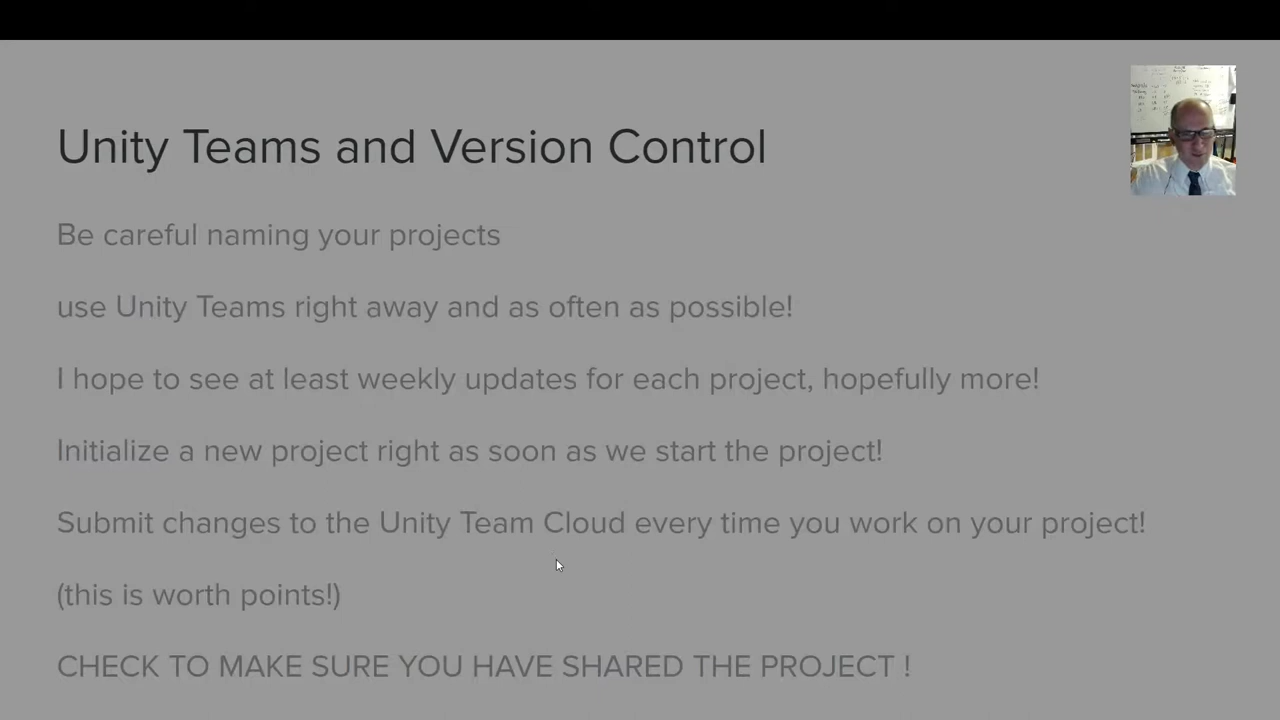 Unity Teams and Version Control
Be careful naming your projects
use Unity Teams right away and as often as possible!
I hope to see at least weekly updates for each project, hopefully more!
Initialize a new project right as soon as we start the project!
Submit changes to the Unity Team Cloud every time you work on your project!
(this is worth points!)
CHECK TO MAKE SURE YOU HAVE SHARED THE PROJECT !